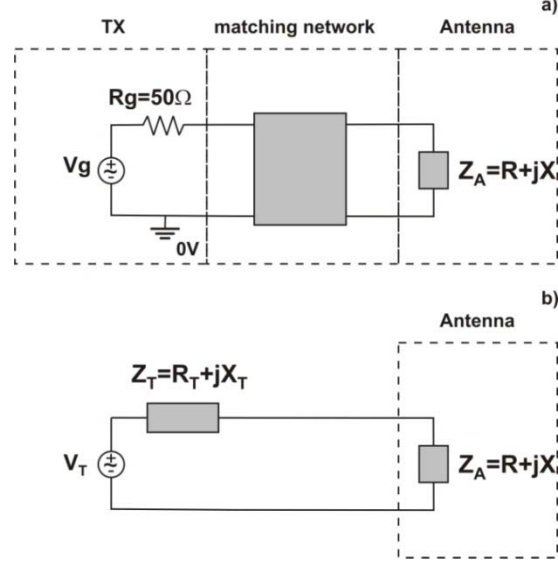 a)
TX matching network Antenna
Rg=50Ω
Vg
Z_A=R+jX
0V
b)
Antenna
Z_T=R_T+jX_T
V_T
Z_A=R+jX